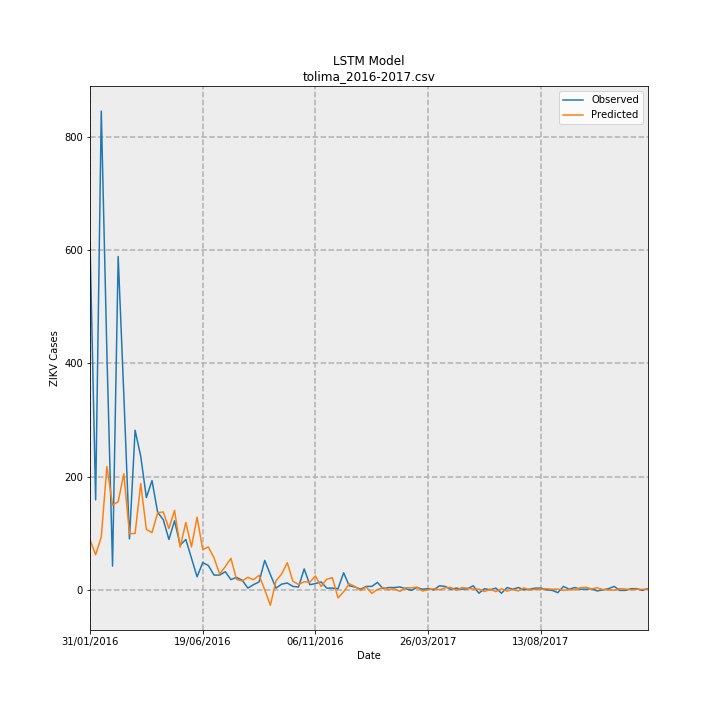 LSTM Model
tolima_2016-2017.csv
Observed
Predicted
800
600
400
200
0
ZIKV Cases
31/01/2016 19/06/2016 06/11/2016 26/03/2017 13/08/2017
Date